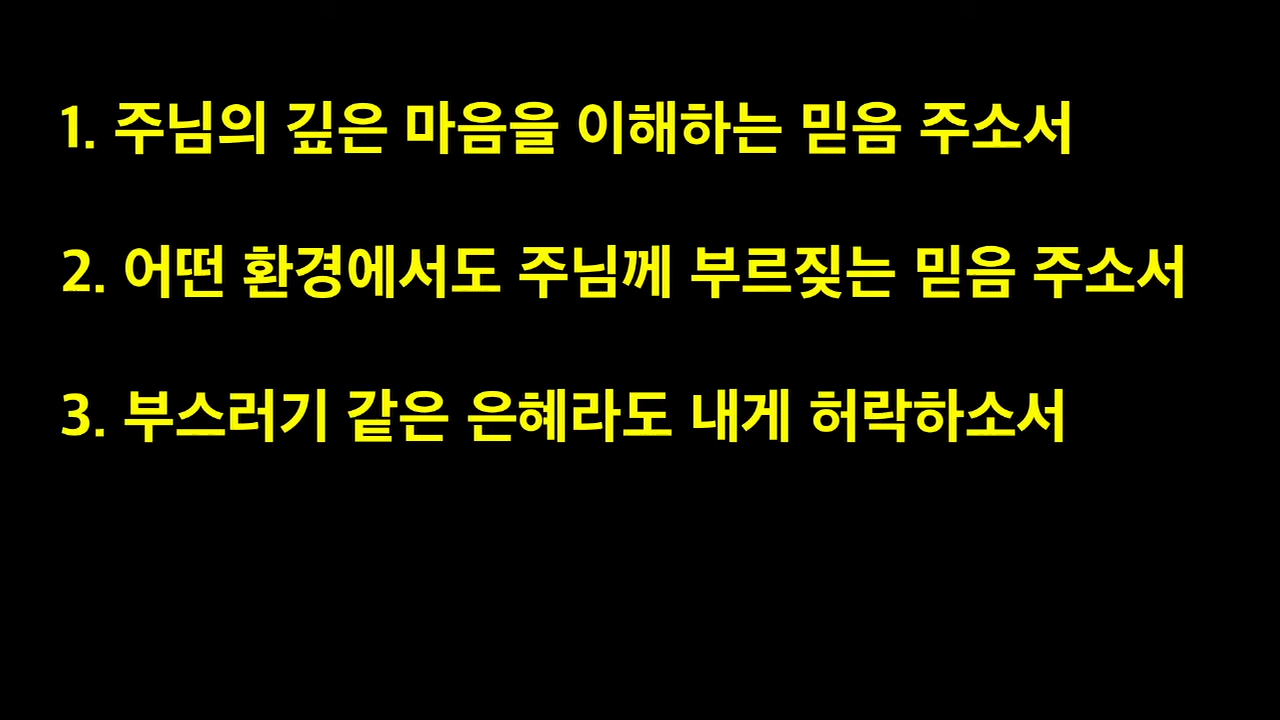 1. 주님의 깊은 마음을 이해하는 믿음 주소서
2. 어떤 환경에서도 주님께 부르짖는 믿음 주소서
3. 부스러기 같은 은혜라도 내게 허락하소서